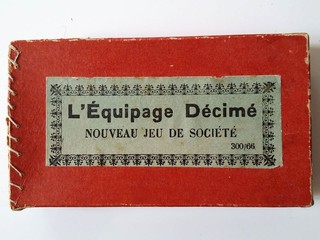 L'Équipage Décimé
NOUVEAU JEU DE SOCIÉTÉ
300/66